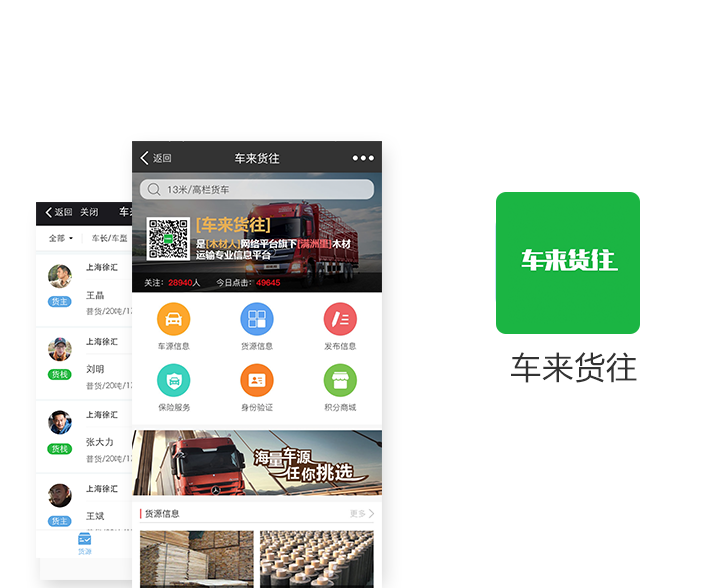 返回
车来货往
13米/高栏货车
[车来货往]
是[木材人]网络平台旗下[满洲里]木材
运输专业信息平台
关注：28940人 今日点击：49645
车源信息
货源信息
发布信息
保险服务
身份验证
积分商城
海量车源
任你挑选
货源信息
更多
返回 关闭
全部 车长/车型
上海徐汇
货主
王晶
普货/20吨/1
上海徐汇
货栈
刘明
普货/20吨/1
上海徐汇
货栈
张大力
普货/20吨/1
上海徐汇
货主
王斌
货源
车来货往
车来货往